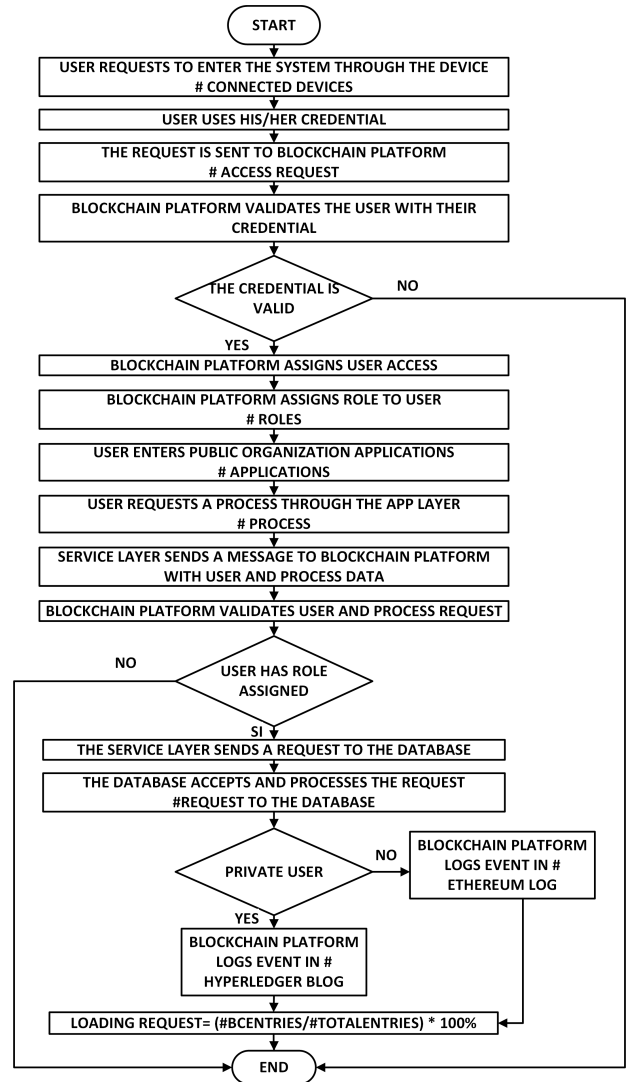 START
USER REQUESTS TO ENTER THE SYSTEM THROUGH THE DEVICE
# CONNECTED DEVICES
USER USES HIS/HER CREDENTIAL
THE REQUEST IS SENT TO BLOCKCHAIN PLATFORM
# ACCESS REQUEST
BLOCKCHAIN PLATFORM VALIDATES THE USER WITH THEIR
CREDENTIAL
THE CREDENTIAL IS
VALID
NO
YES
BLOCKCHAIN PLATFORM ASSIGNS USER ACCESS
BLOCKCHAIN PLATFORM ASSIGNS ROLE TO USER
# ROLES
USER ENTERS PUBLIC ORGANIZATION APPLICATIONS
# APPLICATIONS
USER REQUESTS A PROCESS THROUGH THE APP LAYER
# PROCESS
SERVICE LAYER SENDS A MESSAGE TO BLOCKCHAIN PLATFORM
WITH USER AND PROCESS DATA
BLOCKCHAIN PLATFORM VALIDATES USER AND PROCESS REQUEST
NO
USER HAS ROLE
ASSIGNED
SI
THE SERVICE LAYER SENDS A REQUEST TO THE DATABASE
THE DATABASE ACCEPTS AND PROCESSES THE REQUEST
#REQUEST TO THE DATABASE
PRIVATE USER
NO
BLOCKCHAIN PLATFORM
LOGS EVENT IN #
ETHEREUM LOG
YES
BLOCKCHAIN PLATFORM
LOGS EVENT IN #
HYPERLEDGER BLOG
LOADING REQUEST= (#BCENTRIES/#TOTALENTRIES) * 100%
END